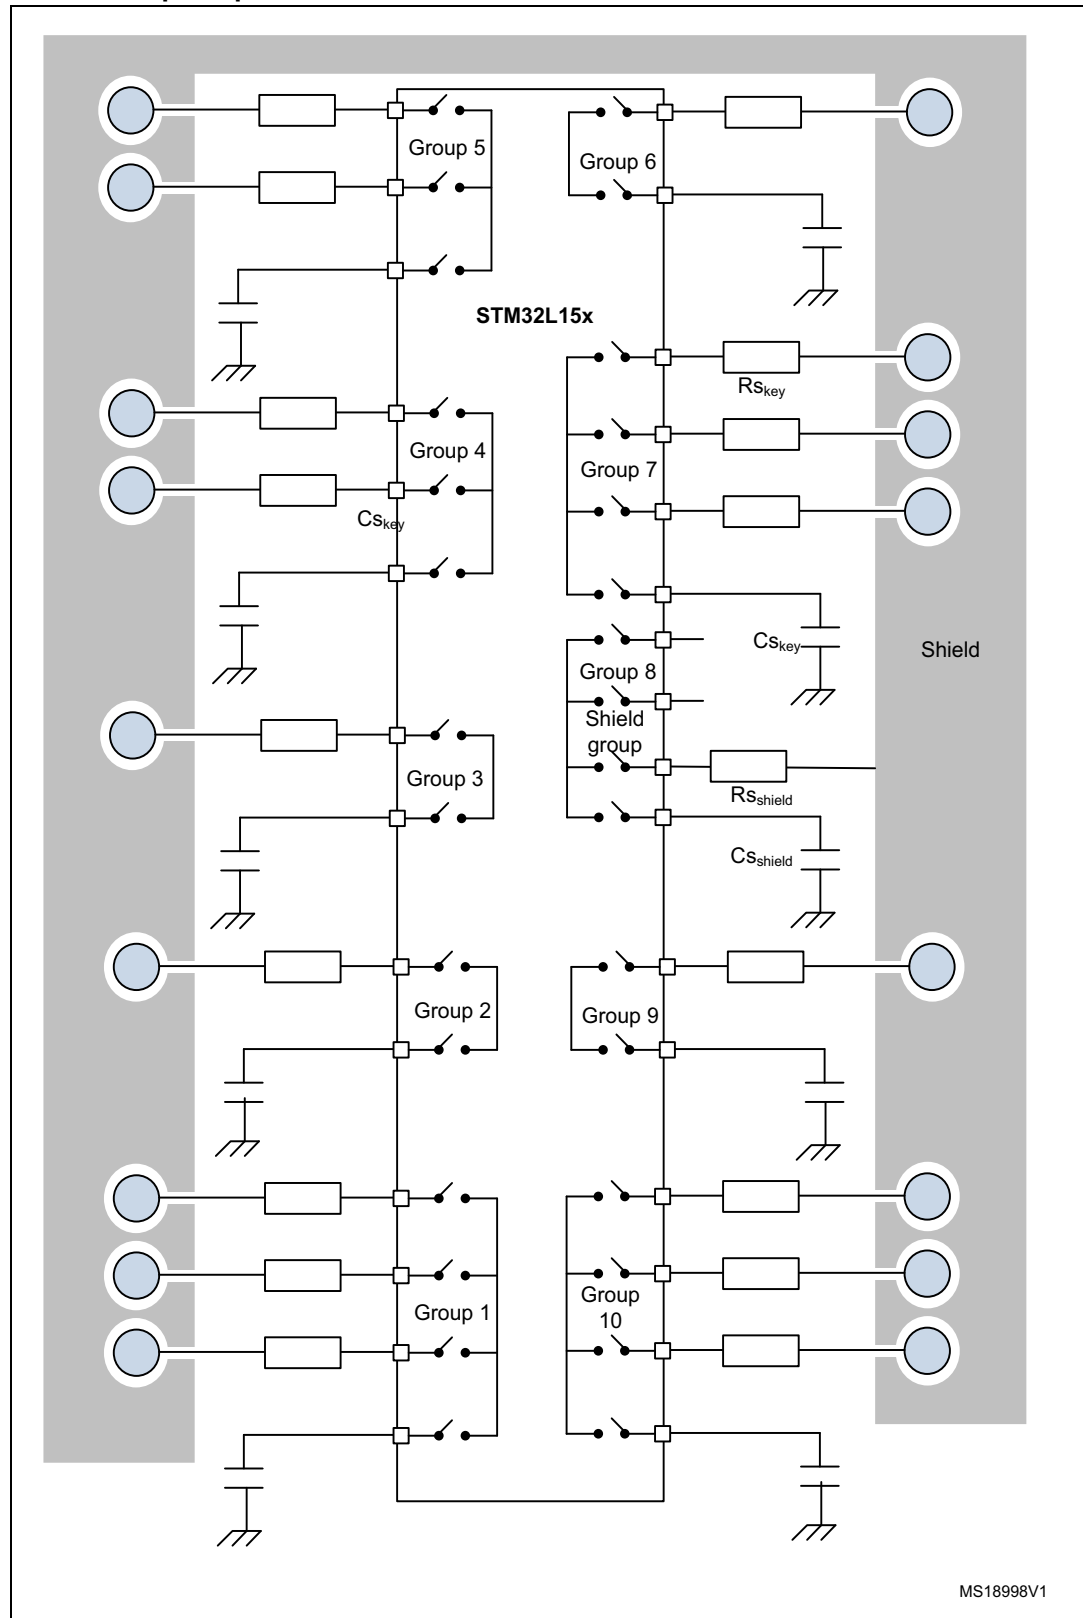 Group 5
Group 6
STM32L15x
Rskey
Group 4
Group 7
Cskey
Cskey
Shield
Group 8
Shield
group
Group 3
Rsshield
Csshield
Group 2
Group 9
Group 1
Group
10
MS18998V1